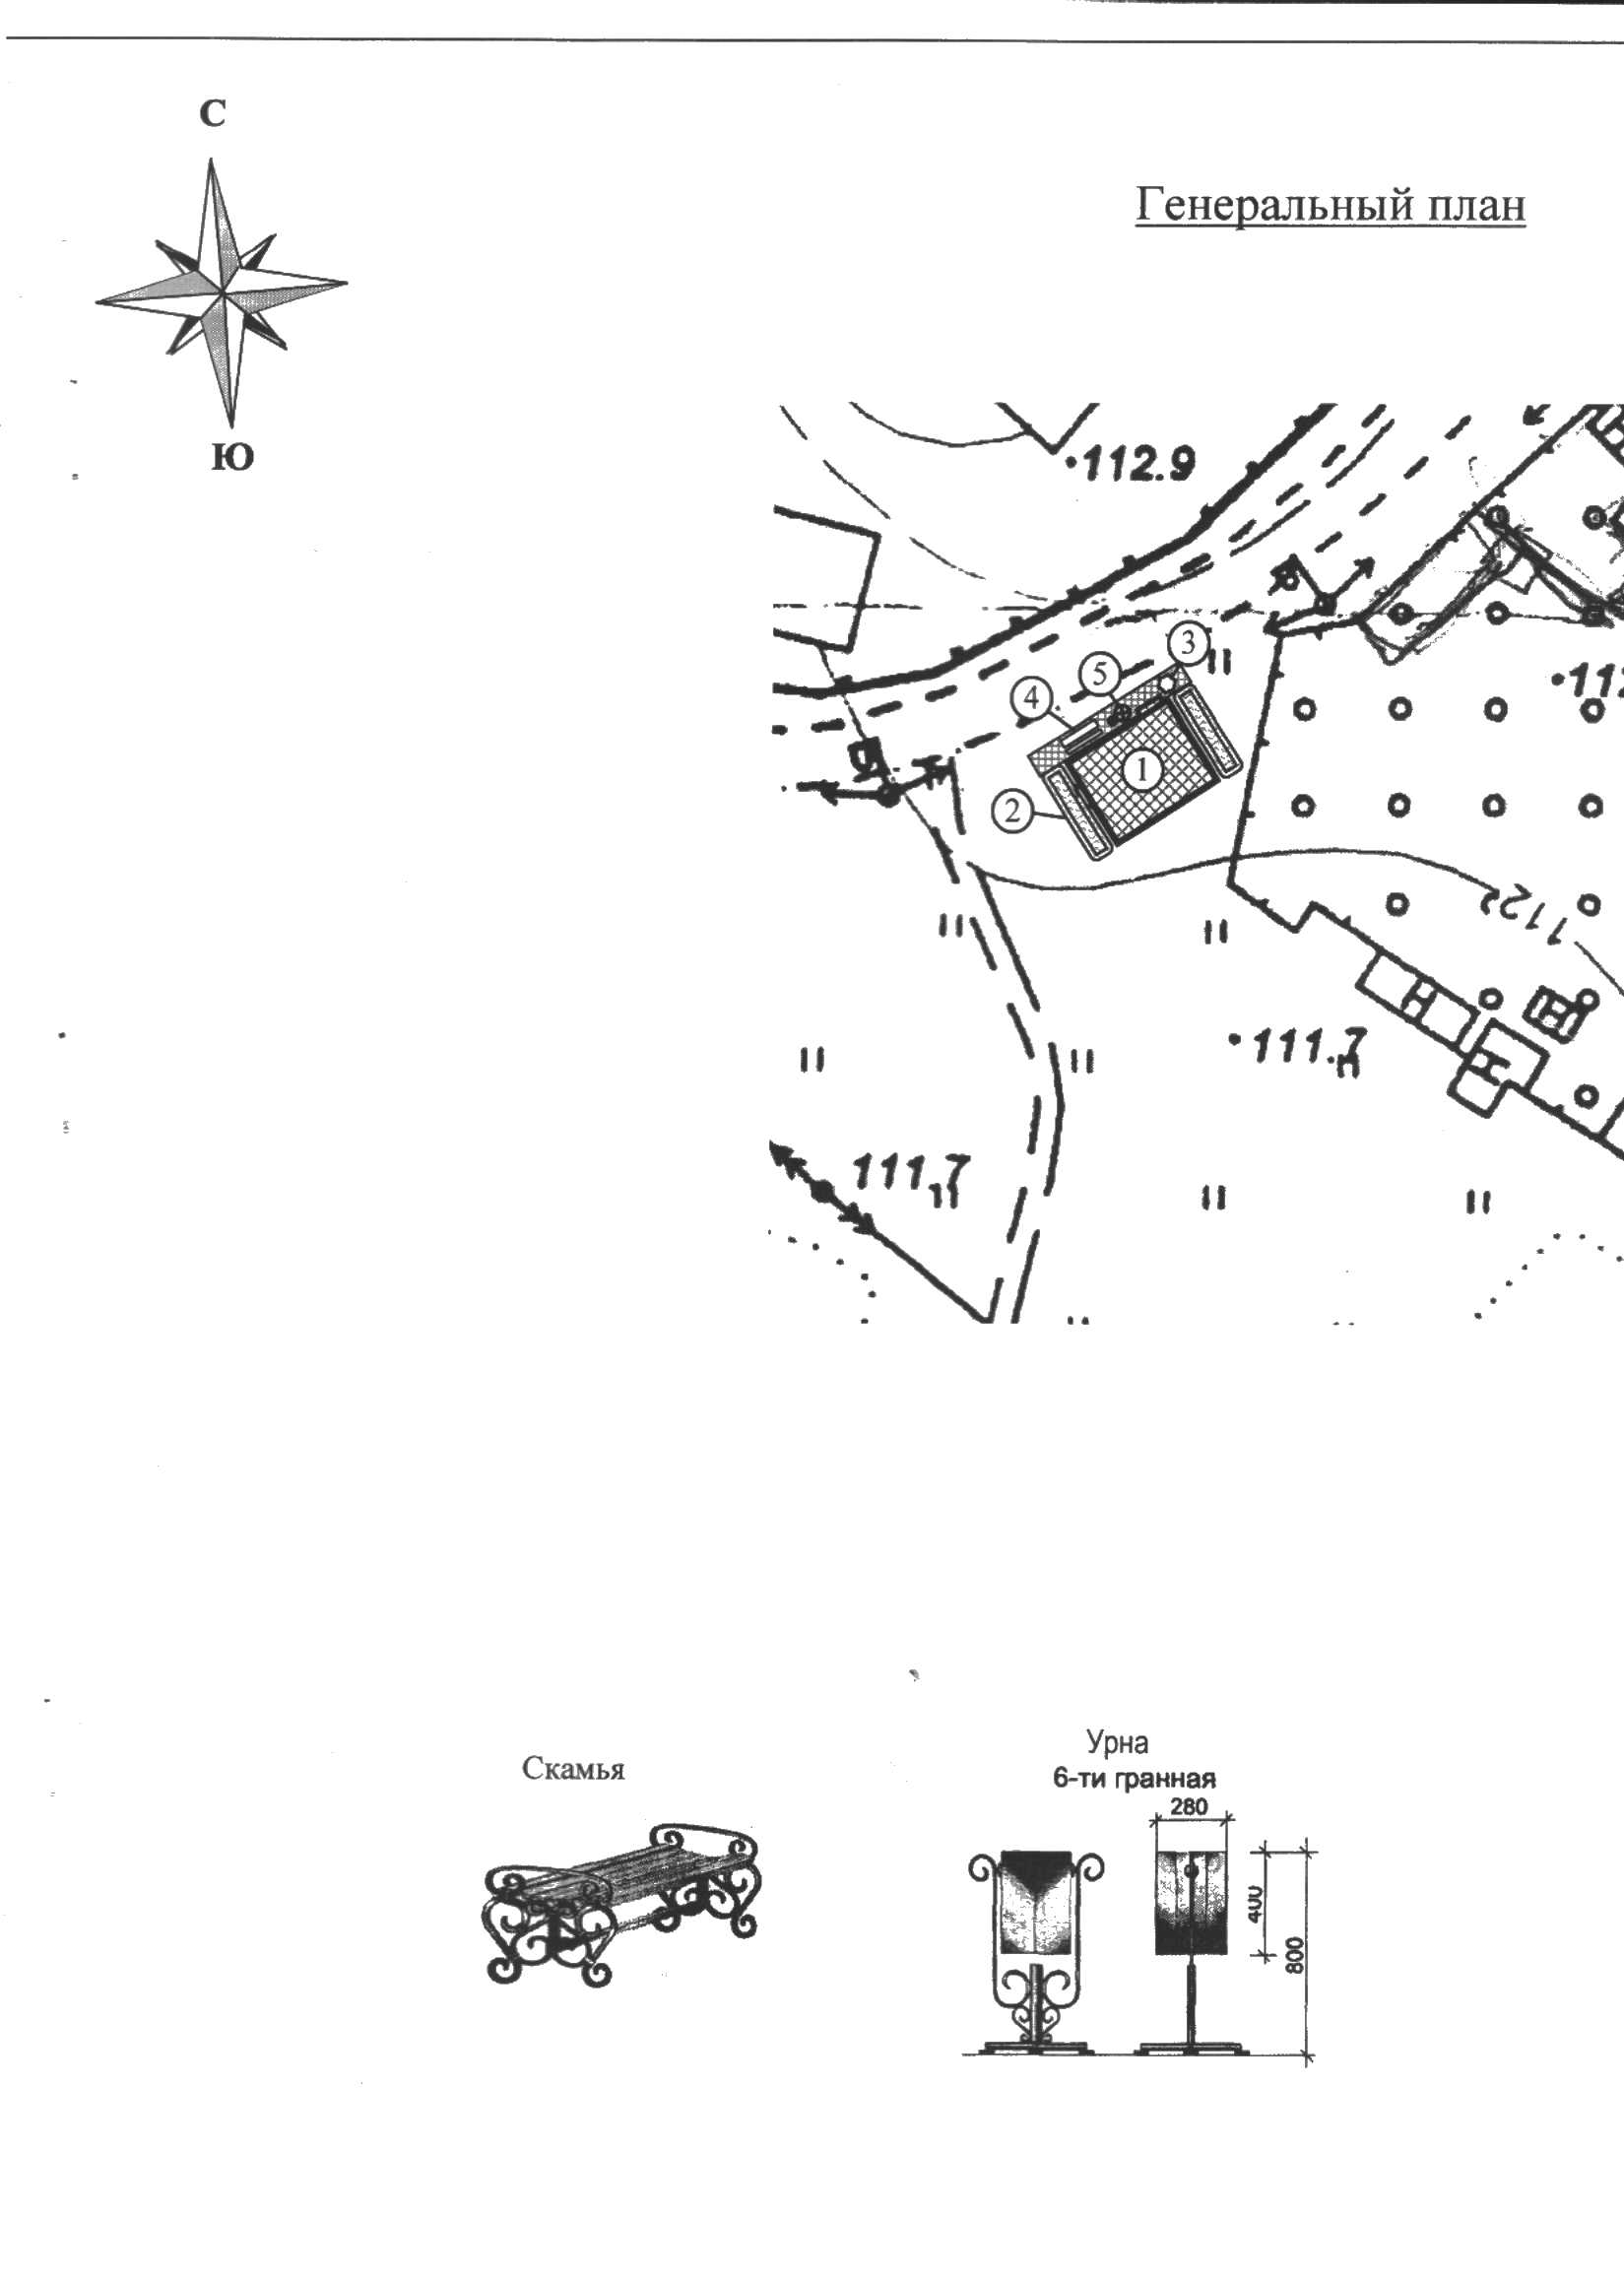 С
Ю
Генеральный план
112.9
3
5
4
1
2
112
111.7
п
Н
Н
Н
111.7
Скамья
Урна
6-ти гранная
280
400
800